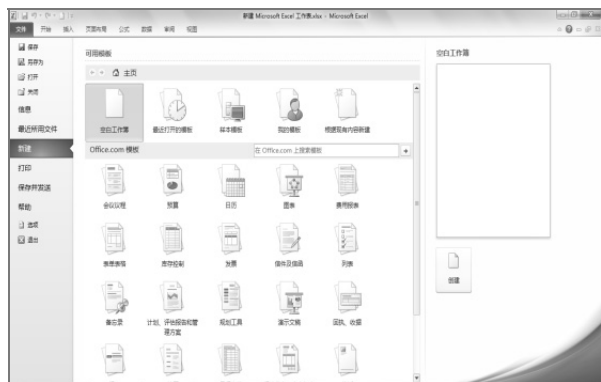 新建 Microsoft Excel 工作表.xlsx - Microsoft Excel
文件 开始 插入 页面布局 公式 数据 审阅 视图
保存
另存为
打开
关闭
信息
最近所用文件
新建
打印
保存并发送
帮助
选项
退出
可用模板
主页
空白工作簿 最近打开的模板 样本模板 我的模板 根据现有内容新建
Office.com 模板 在 Office.com 上搜索模板
会议议程 预算 日历 图表 费用报表
表单表格 库存控制 发票 信件及信函 列表
备忘录 计划、评估报告和管理方案 规划工具 演示文稿 回执、收据
空白工作簿
创建